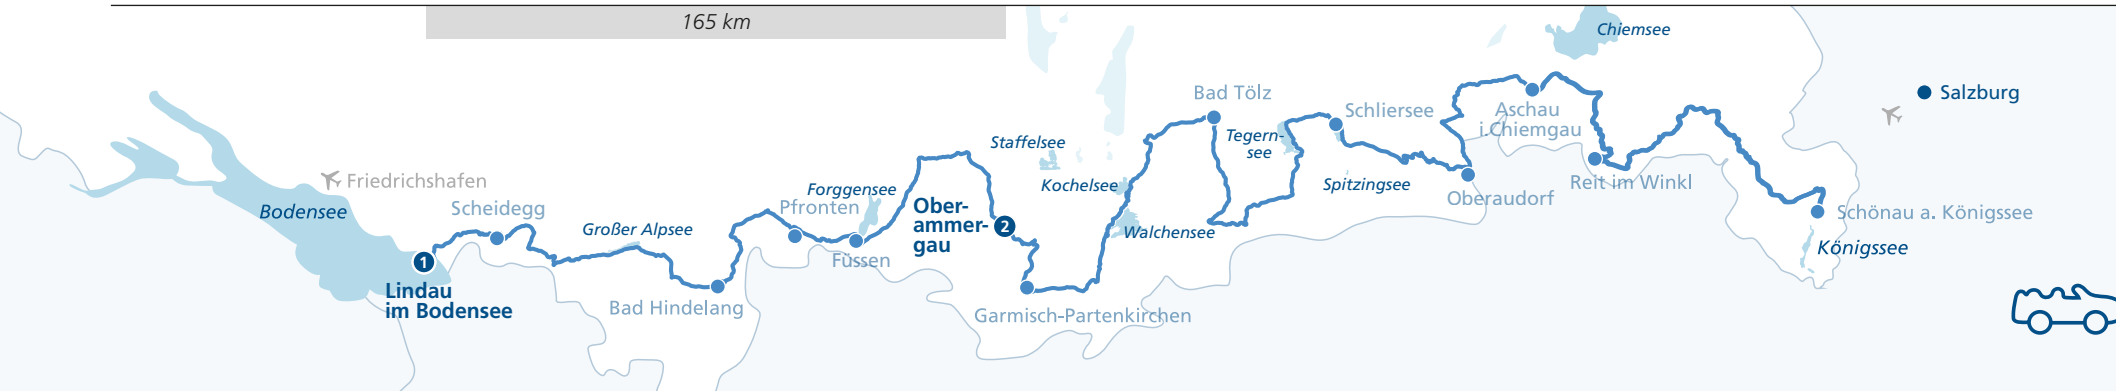 165 km
Chiemsee
Salzburg
Bad Tölz
Schliersee
Aschau
i.Chiemgau
Tegern-
see
Staffelsee
Kochelsee
Spitzingsee
Oberaudorf
Reit im Winkl
Schönau a. Königssee
Königssee
Friedrichshafen
Bodensee
Scheidegg
Großer Alpsee
Forggensee
Pfronten
Füssen
Ober-
ammer-
gau
2
Walchensee
1
Lindau
im Bodensee
Bad Hindelang
Garmisch-Partenkirchen